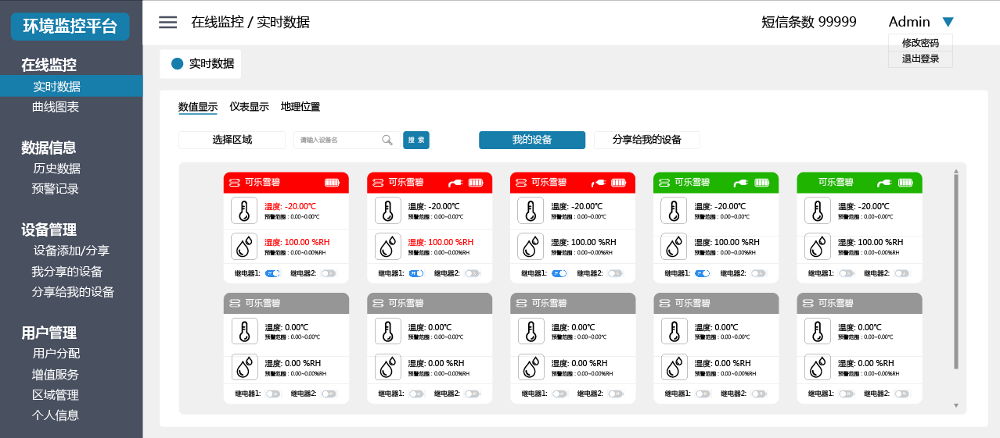 环境监控平台
在线监控 / 实时数据
短信条数 99999
Admin
修改密码
退出登录
在线监控
实时数据
曲线图表
数据信息
历史数据
预警记录
设备管理
设备添加/分享
我分享的设备
分享给我的设备
用户管理
用户分配
增值服务
区域管理
个人信息
实时数据
数值显示 仪表显示 地理位置
选择区域 请输入设备名 搜 索 我的设备 分享给我的设备
可乐雪碧
温度: -20.00℃
预警范围：0.00~0.00℃
湿度: 100.00 %RH
预警范围：0.00~0.00%RH
继电器1: 继电器2:
可乐雪碧
温度: -20.00℃
预警范围：0.00~0.00℃
湿度: 100.00 %RH
预警范围：0.00~0.00%RH
继电器1: 继电器2:
可乐雪碧
温度: -20.00℃
预警范围：0.00~0.00℃
湿度: 100.00 %RH
预警范围：0.00~0.00%RH
继电器1: 继电器2:
可乐雪碧
温度: -20.00℃
预警范围：0.00~0.00℃
湿度: 100.00 %RH
预警范围：0.00~0.00%RH
继电器1: 继电器2:
可乐雪碧
温度: -20.00℃
预警范围：0.00~0.00℃
湿度: 100.00 %RH
预警范围：0.00~0.00%RH
继电器1: 继电器2:
可乐雪碧
温度: 0.00℃
预警范围：0.00~0.00℃
湿度: 0.00 %RH
预警范围：0.00~0.00%RH
继电器1: 继电器2:
可乐雪碧
温度: 0.00℃
预警范围：0.00~0.00℃
湿度: 0.00 %RH
预警范围：0.00~0.00%RH
继电器1: 继电器2:
可乐雪碧
温度: 0.00℃
预警范围：0.00~0.00℃
湿度: 0.00 %RH
预警范围：0.00~0.00%RH
继电器1: 继电器2:
可乐雪碧
温度: 0.00℃
预警范围：0.00~0.00℃
湿度: 0.00 %RH
预警范围：0.00~0.00%RH
继电器1: 继电器2:
可乐雪碧
温度: 0.00℃
预警范围：0.00~0.00℃
湿度: 0.00 %RH
预警范围：0.00~0.00%RH
继电器1: 继电器2: